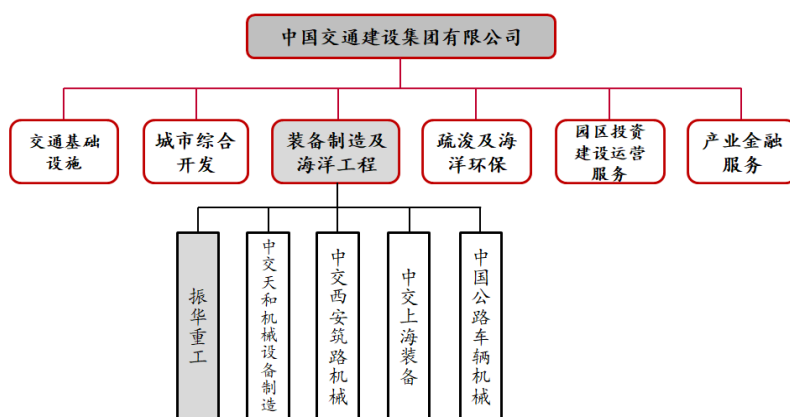 中国交通建设集团有限公司
交通基础
设施
城市综合
开发
装备制造及
海洋工程
疏浚及海
洋环保
园区投资
建设运营
服务
产业金融
服务
振华重工
中交天和机械设备制造
中交西安筑路机械
中交上海装备
中国公路车辆机械